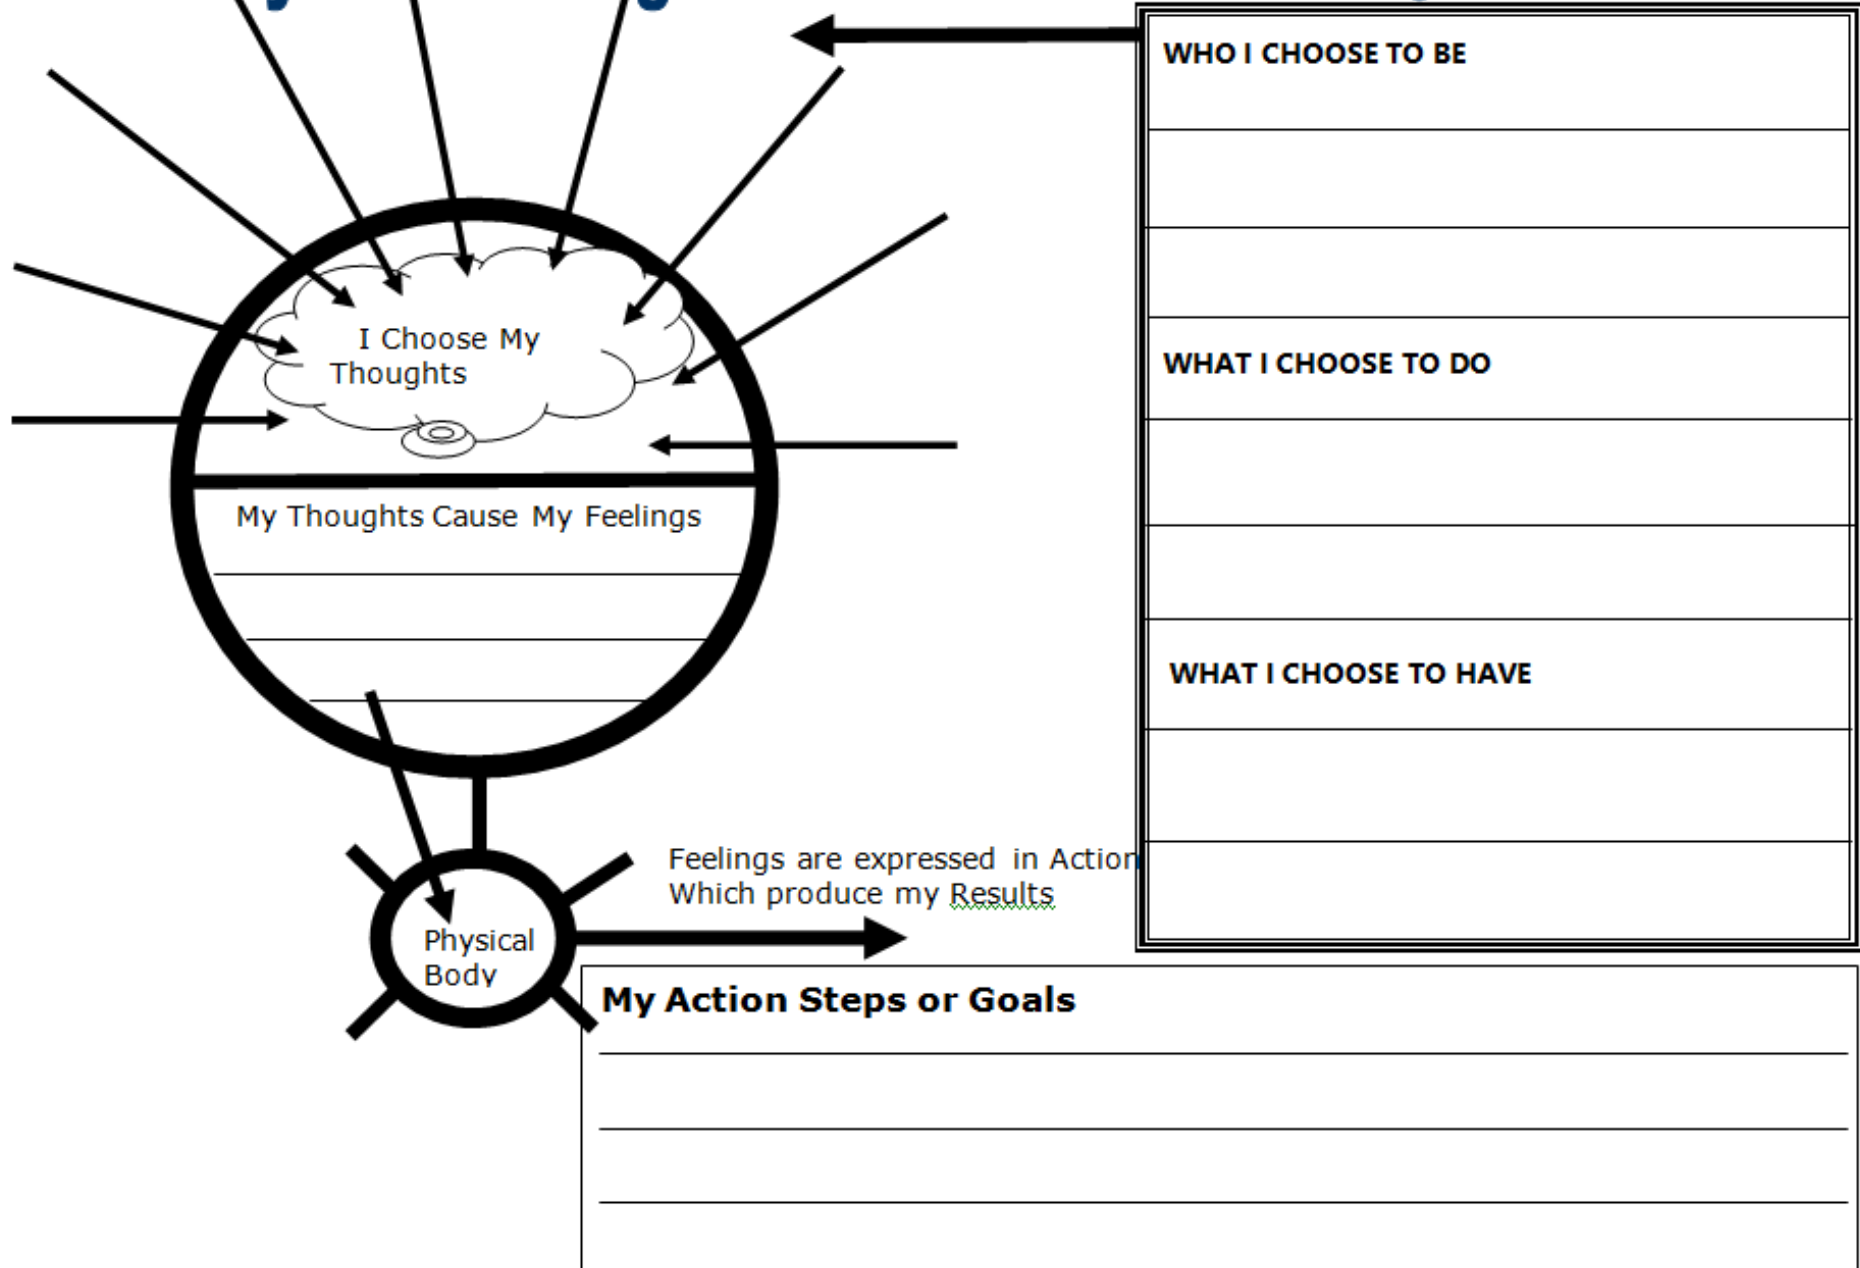 WHO I CHOOSE TO BE
I Choose My
Thoughts
WHAT I CHOOSE TO DO
My Thoughts Cause My Feelings
WHAT I CHOOSE TO HAVE
Feelings are expressed in Action
Which produce my Results
Physical
Body
My Action Steps or Goals